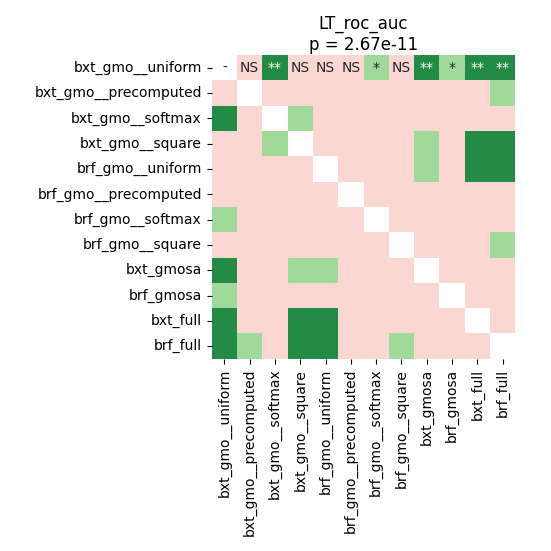 LT_roc_auc
p = 2.67e-11
bxt_gmo__uniform - NS ** NS NS NS * NS ** * ** **
bxt_gmo__precomputed
bxt_gmo__softmax
bxt_gmo__square
brf_gmo__uniform
brf_gmo__precomputed
brf_gmo__softmax
brf_gmo__square
bxt_gmosa
brf_gmosa
bxt_full
brf_full
bxt_gmo__uniform
bxt_gmo__precomputed
bxt_gmo__softmax
bxt_gmo__square
brf_gmo__uniform
brf_gmo__precomputed
brf_gmo__softmax
brf_gmo__square
bxt_gmosa
brf_gmosa
bxt_full
brf_full